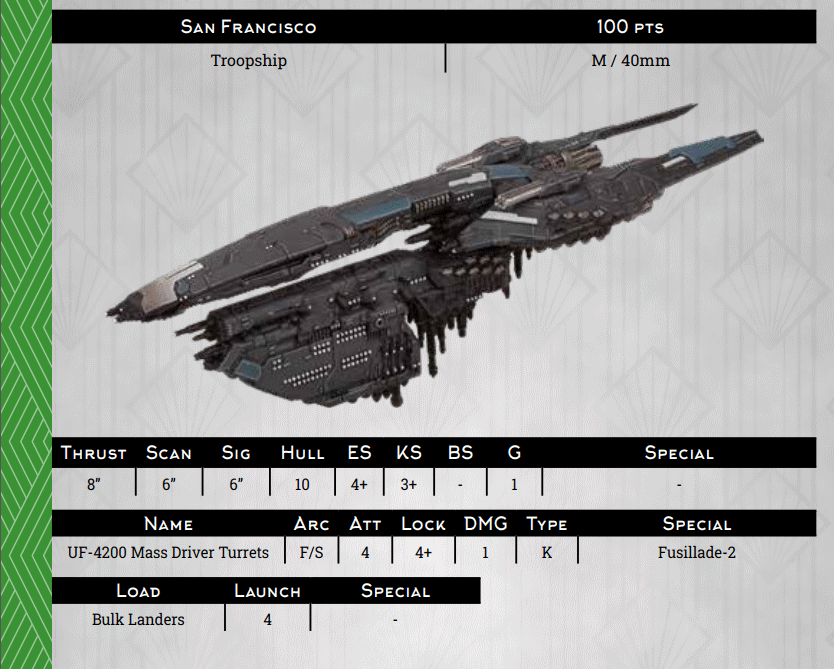 San Francisco 100 pts
Troopship M / 40mm
Thrust Scan Sig Hull ES KS BS G Special
8" 6" 6" 10 4+ 3+ - 1 -
Name Arc Att Lock DMG Type Special
UF-4200 Mass Driver Turrets F/S 4 4+ 1 K Fusillade-2
Load Launch Special
Bulk Landers 4 -